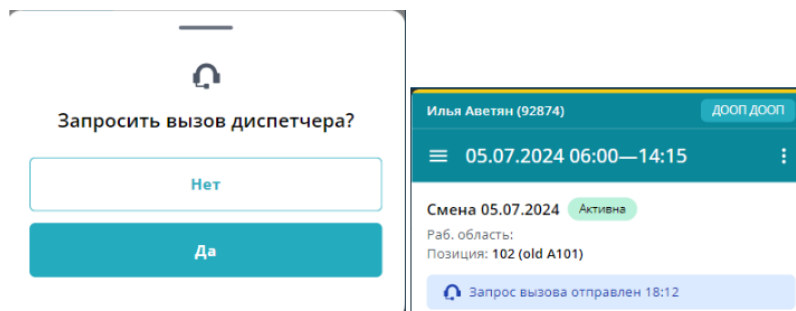 Запросить вызов диспетчера?
Нет
Да
Илья Аветян (92874)
ДООП ДООП
05.07.2024 06:00—14:15
Смена 05.07.2024 Активна
Раб. область:
Позиция: 102 (old A101)
Запрос вызова отправлен 18:12